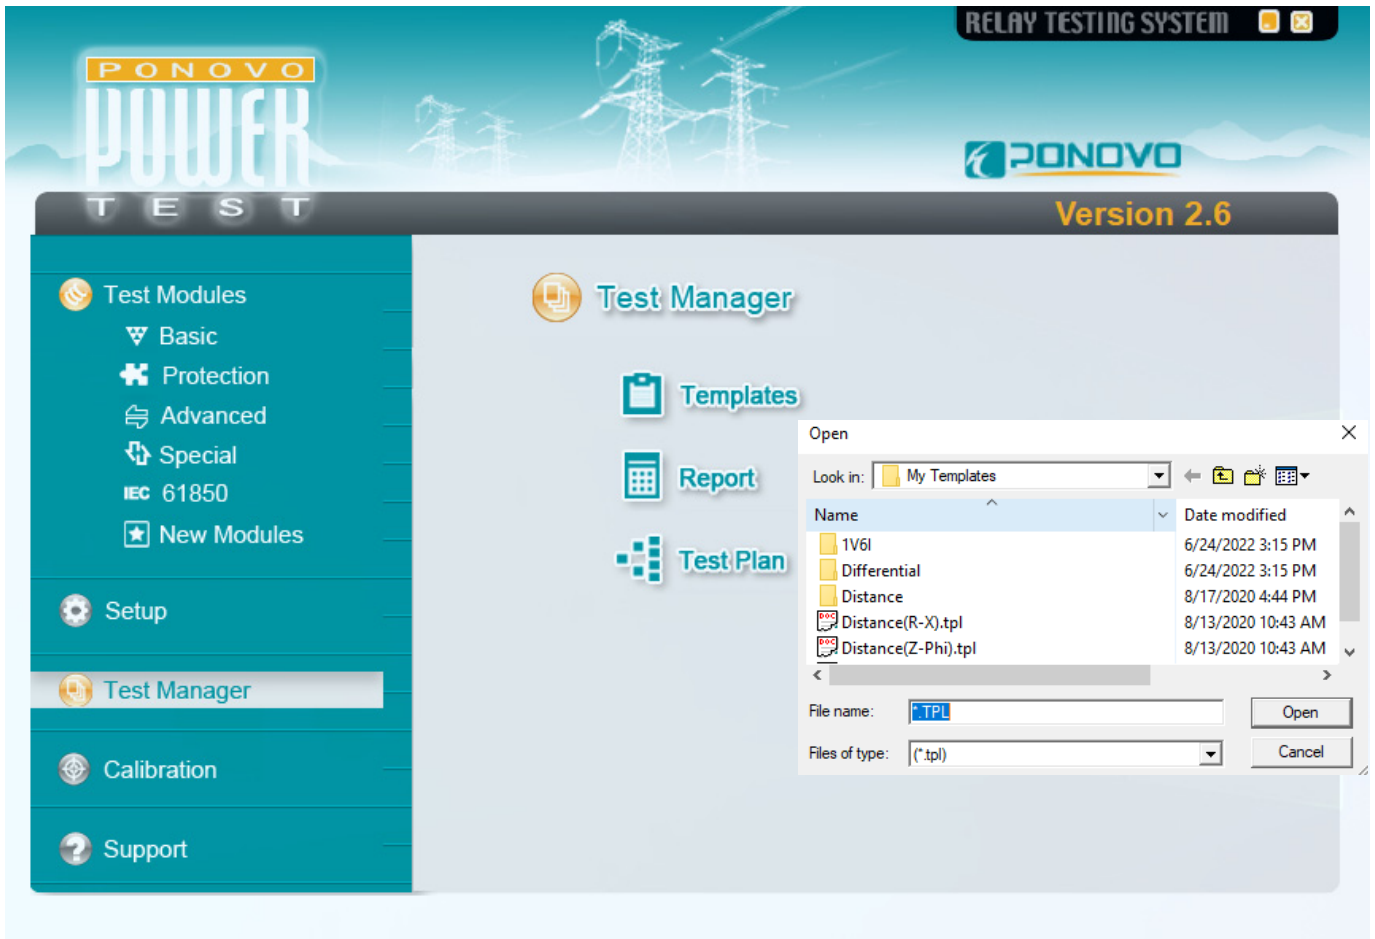 RELAY TESTING SYSTEM
PONOVO
POWER
TEST
PONOVO
Version 2.6
Test Modules
Basic
Protection
Advanced
Special
IEC 61850
New Modules
Setup
Test Manager
Calibration
Support
Test Manager
Templates
Report
Test Plan
Open
Look in: My Templates
Name Date modified
1V6I 6/24/2022 3:15 PM
Differential 6/24/2022 3:15 PM
Distance 8/17/2020 4:44 PM
DOC Distance(R-X).tpl 8/13/2020 10:43 AM
DOC Distance(Z-Phi).tpl 8/13/2020 10:43 AM
File name: *.TPL Open
Files of type: (*.tpl) Cancel